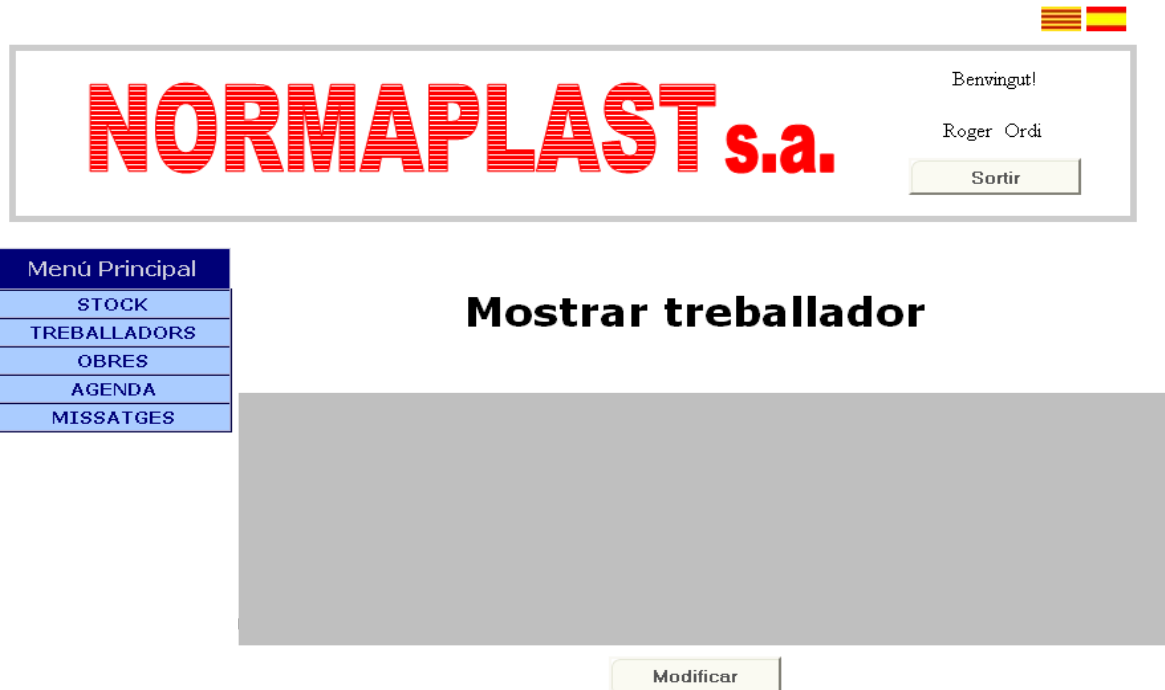 NORMAPLAST s.a.
Benvingut!
Roger Ordi
Sortir
Menú Principal
STOCK
TREBALLADORS
OBRES
AGENDA
MISSATGES
Mostrar treballador
Modificar